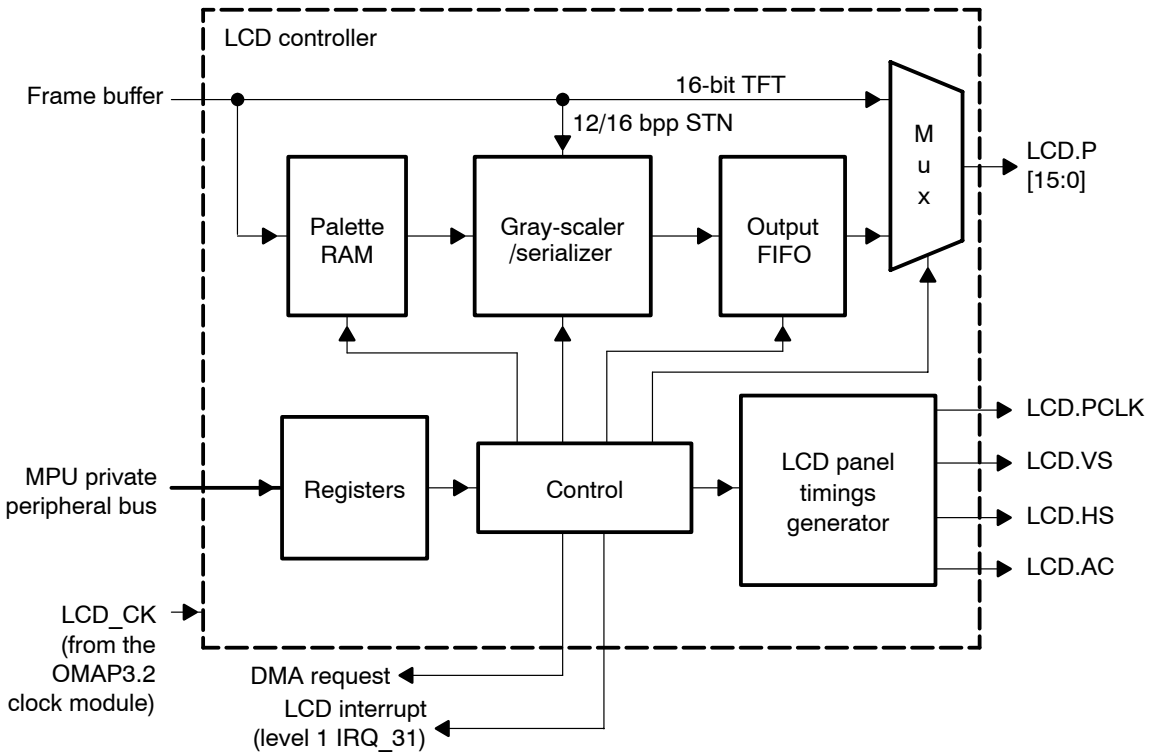 LCD controller
Frame buffer
16-bit TFT
12/16 bpp STN
M
u
x
LCD.P
[15:0]
Palette
RAM
Gray-scaler
/serializer
Output
FIFO
LCD.PCLK
LCD.VS
LCD.HS
LCD.AC
MPU private
peripheral bus
Registers
Control
LCD panel
timings
generator
LCD_CK
(from the
OMAP3.2
clock module)
DMA request
LCD interrupt
(level 1 IRQ_31)